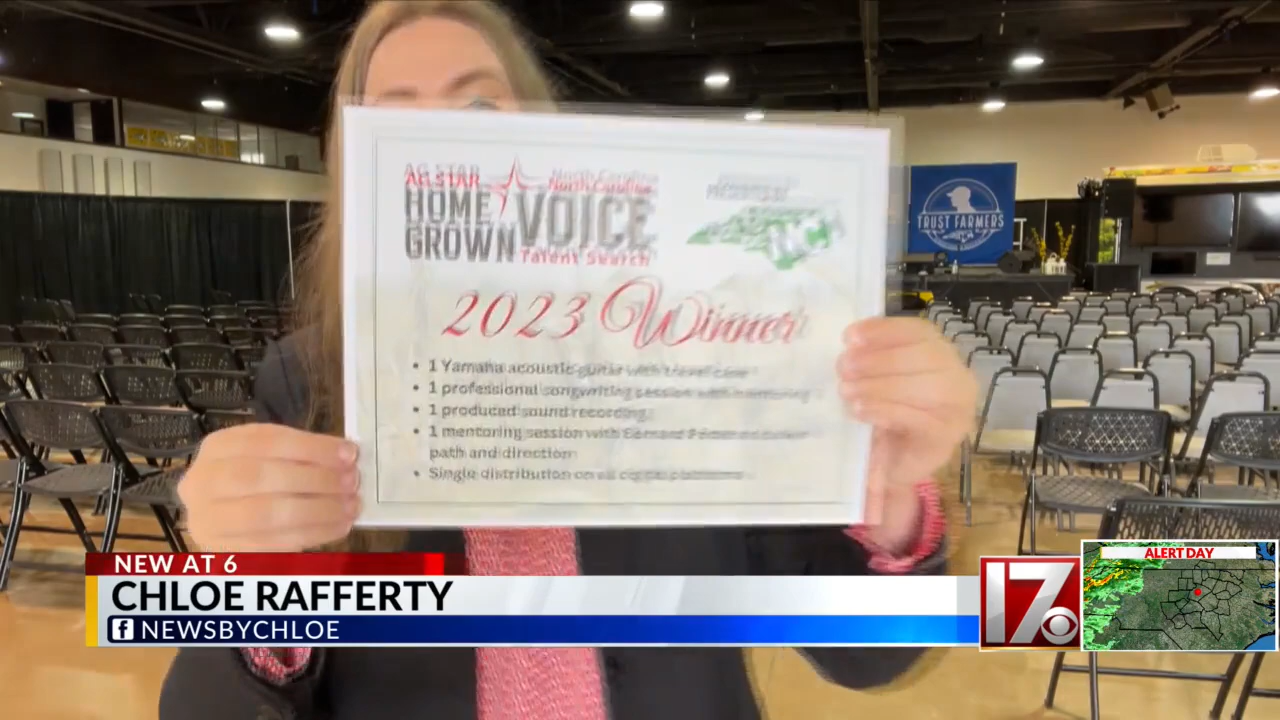 AG STAR
North Carolina
HOME
GROWN
VOICE
Talent Search
TRUST FARMERS
2023 Winner
• 1 Yamaha acoustic guitar with travel case
• 1 professional songwriting session with mentoring
• 1 produced sound recording
• 1 mentoring session with
path and direction
• Single distribution on all digital platforms
NEW AT 6
CHLOE RAFFERTY
NEWSBYCHLOE
17
ALERT DAY